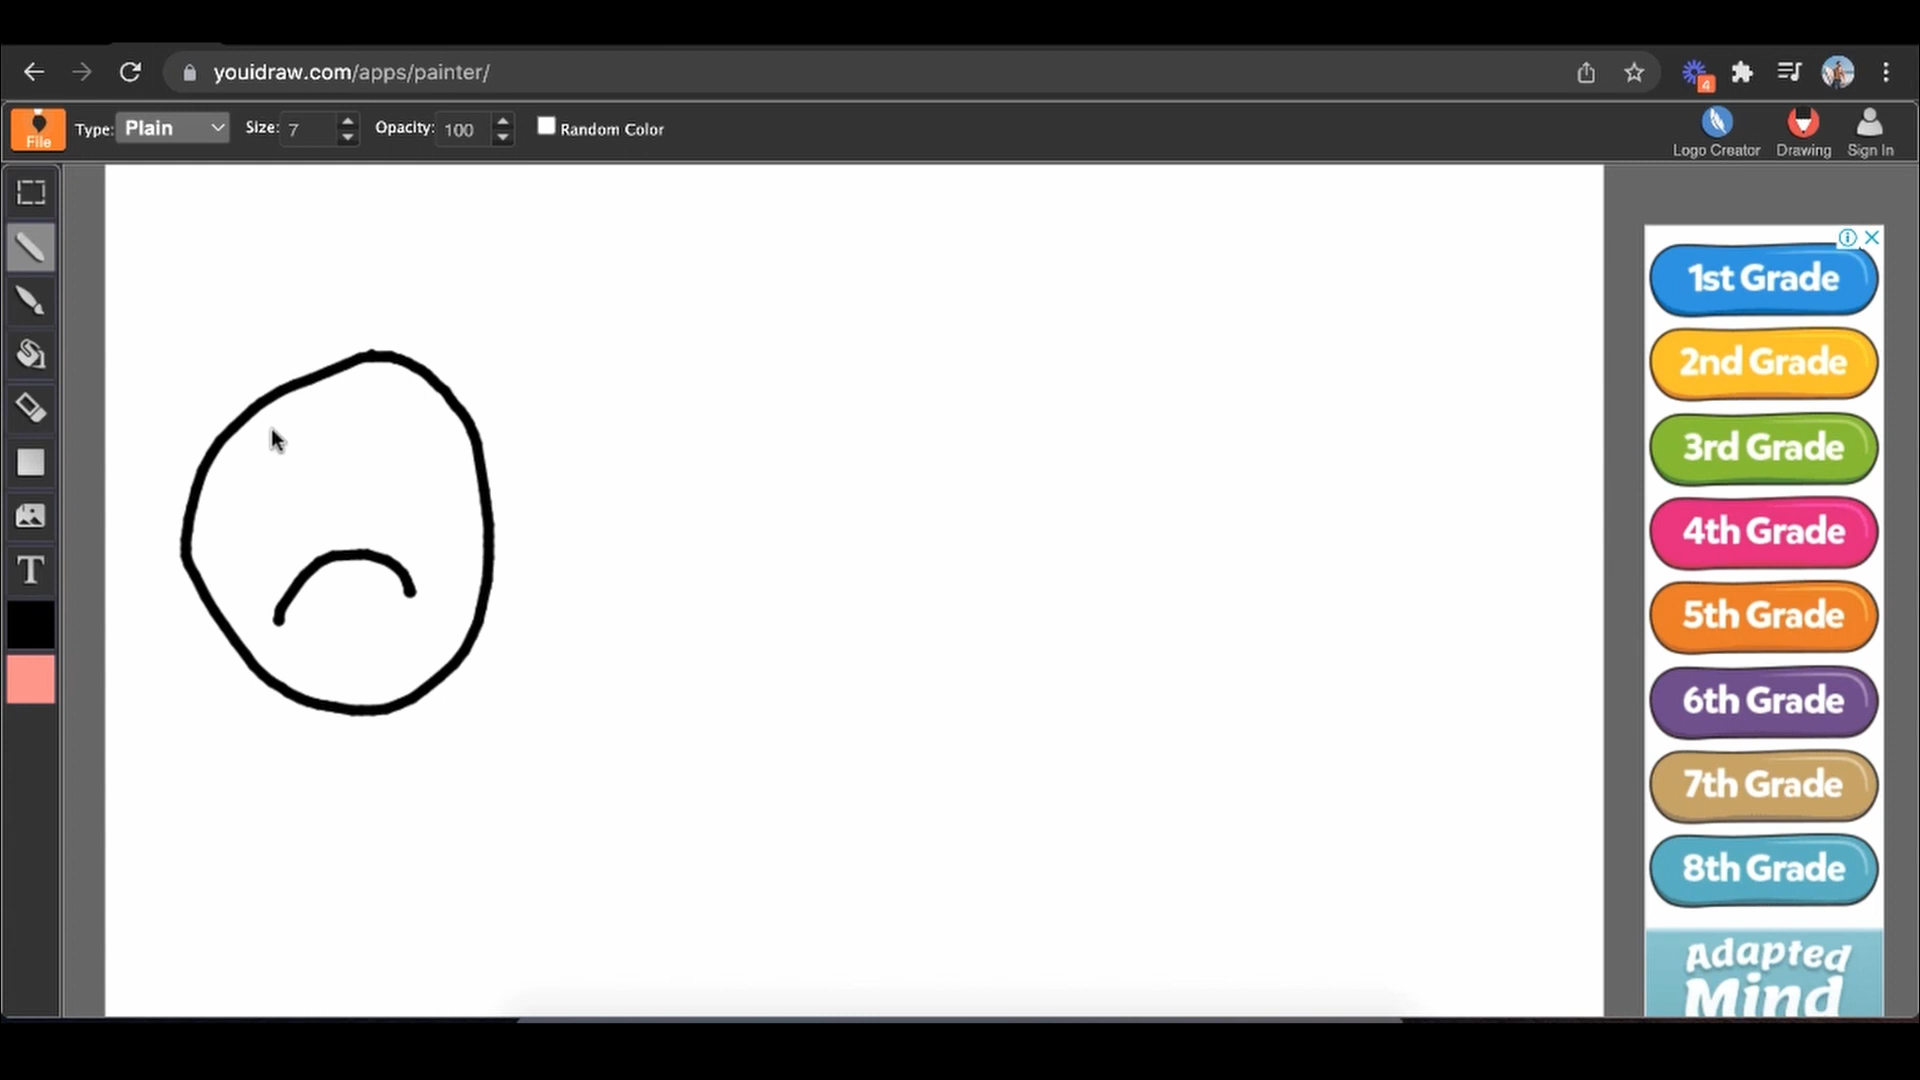 youidraw.com/apps/painter/
4
File
Type: Plain Size: 7 Opacity: 100 Random Color
Logo Creator Drawing Sign In
T
1st Grade
2nd Grade
3rd Grade
4th Grade
5th Grade
6th Grade
7th Grade
8th Grade
Adapted
Mind